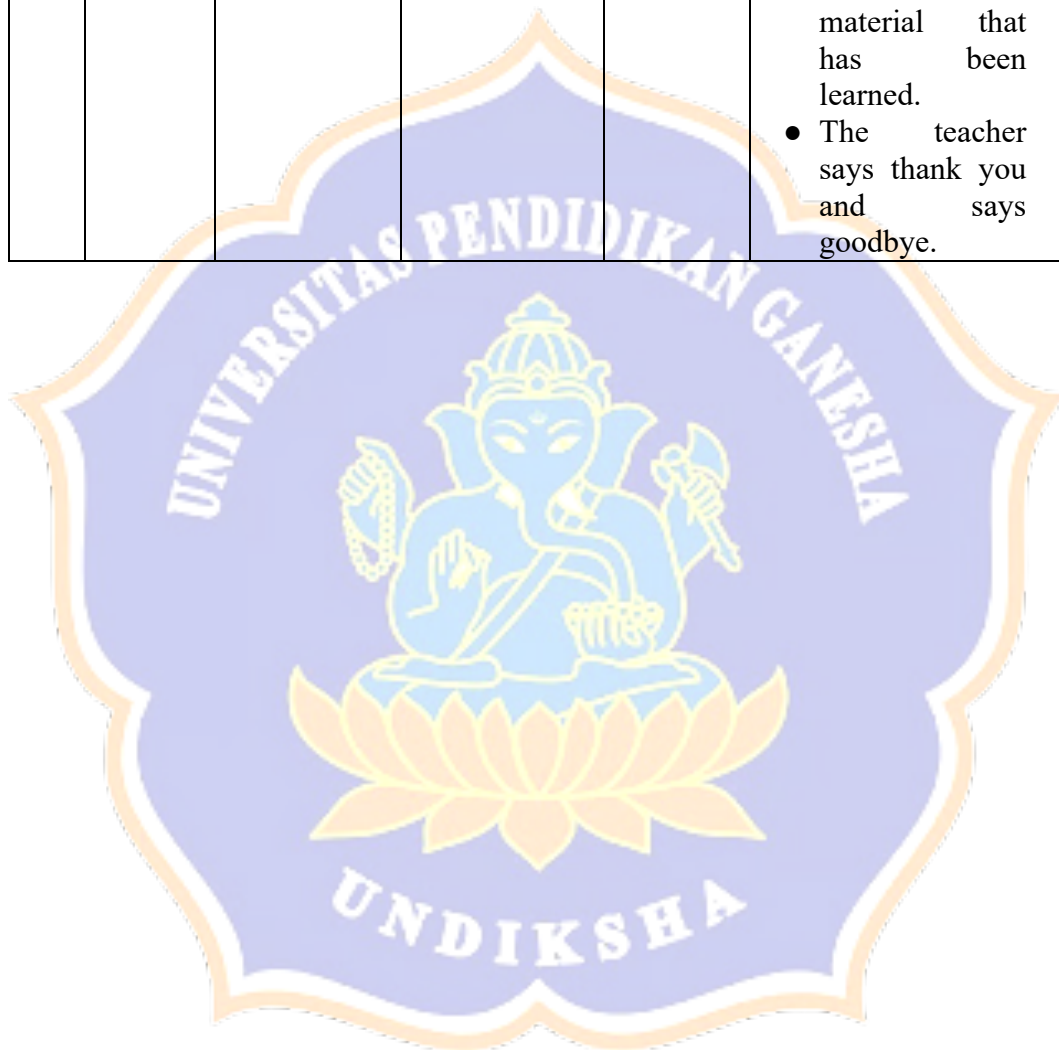 material that
has been
learned.
● The teacher
says thank you
and says
goodbye.
UNIVERSITAS PENDIDIKAN GANESHA
UNDIKSHA